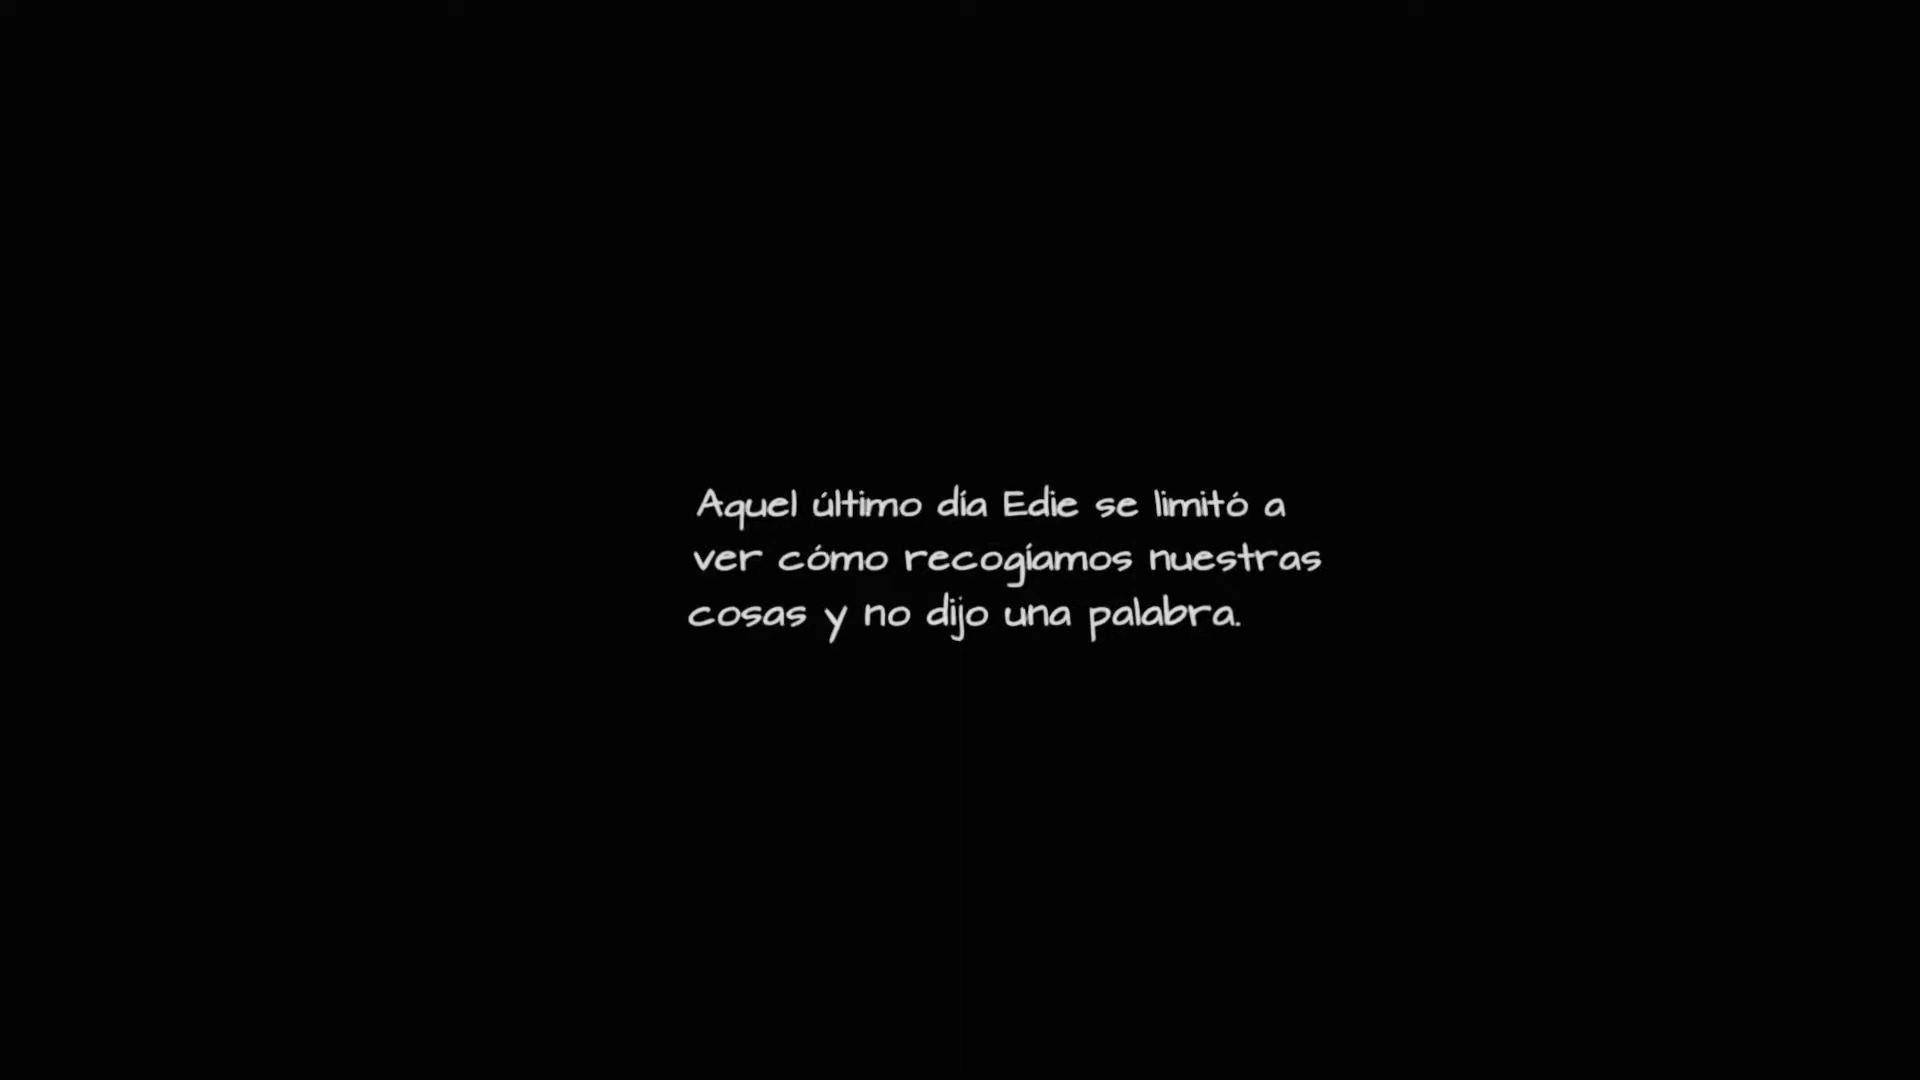 Aquel último día Edie se limitó a
ver cómo recogíamos nuestras
cosas y no dijo una palabra.